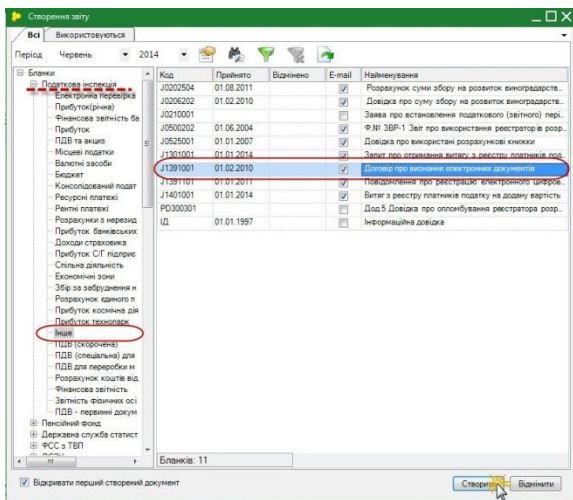 Створення звіту
Всі Використовуються
Період Червень 2014
Бланки
Податкова інспекція
Електронна перевірка
Прибуток(річна)
Фінансова звітність ба
Прибуток
ПДВ та акциз
Місцеві податки
Валютні засоби
Бюджет
Консолідований подат
Ресурсні платежі
Рентні платежі
Розрахунки з нерезид
Прибуток банківських
Доходи страховика
Прибуток С/Г підприє
Спільна діяльність
Економічні зони
Збір за забруднення н
Розрахунок єдиного п
Прибуток космічна дія
Прибуток технопарк
Інше
ПДВ (скорочена)
ПДВ (спеціальна) для
ПДВ для переробки м
Розрахунок коштів від
Фінансова звітність
Звітність фізичних осі
ПДВ - первинні докум
Пенсійний фонд
Державна служба статист
ФСС з ТВП
Код Прийнято Відмінено E-mail Найменування
J0202504 01.08.2011 Розрахунок суми збору на розвиток виноградарств...
J0206202 01.02.2010 Довідка про суму збору на розвиток виноградарств...
J0210001 Заява про встановлення податкового (звітного) пері...
J0500202 01.06.2004 Ф.№ ЗВР-1 Звіт про використання реєстраторів розр...
J0525001 01.01.2007 Довідка про використані розрахункові книжки
J1301001 01.01.2014 Запит про отримання витягу з реєстру платників под...
J1391001 01.02.2010 Договір про визнання електронних документів
J1391101 01.07.2011 Повідомлення про реєстрацію електронного цифров...
J1401001 01.01.2014 Витяг з реєстру платників податку на додану вартість
PD300301 Дод.5 Довідка про опломбування реєстратора розр...
ІД 01.01.1997 Інформаційна довідка
Бланків: 11
Відкривати перший створений документ
Створити Відмінити